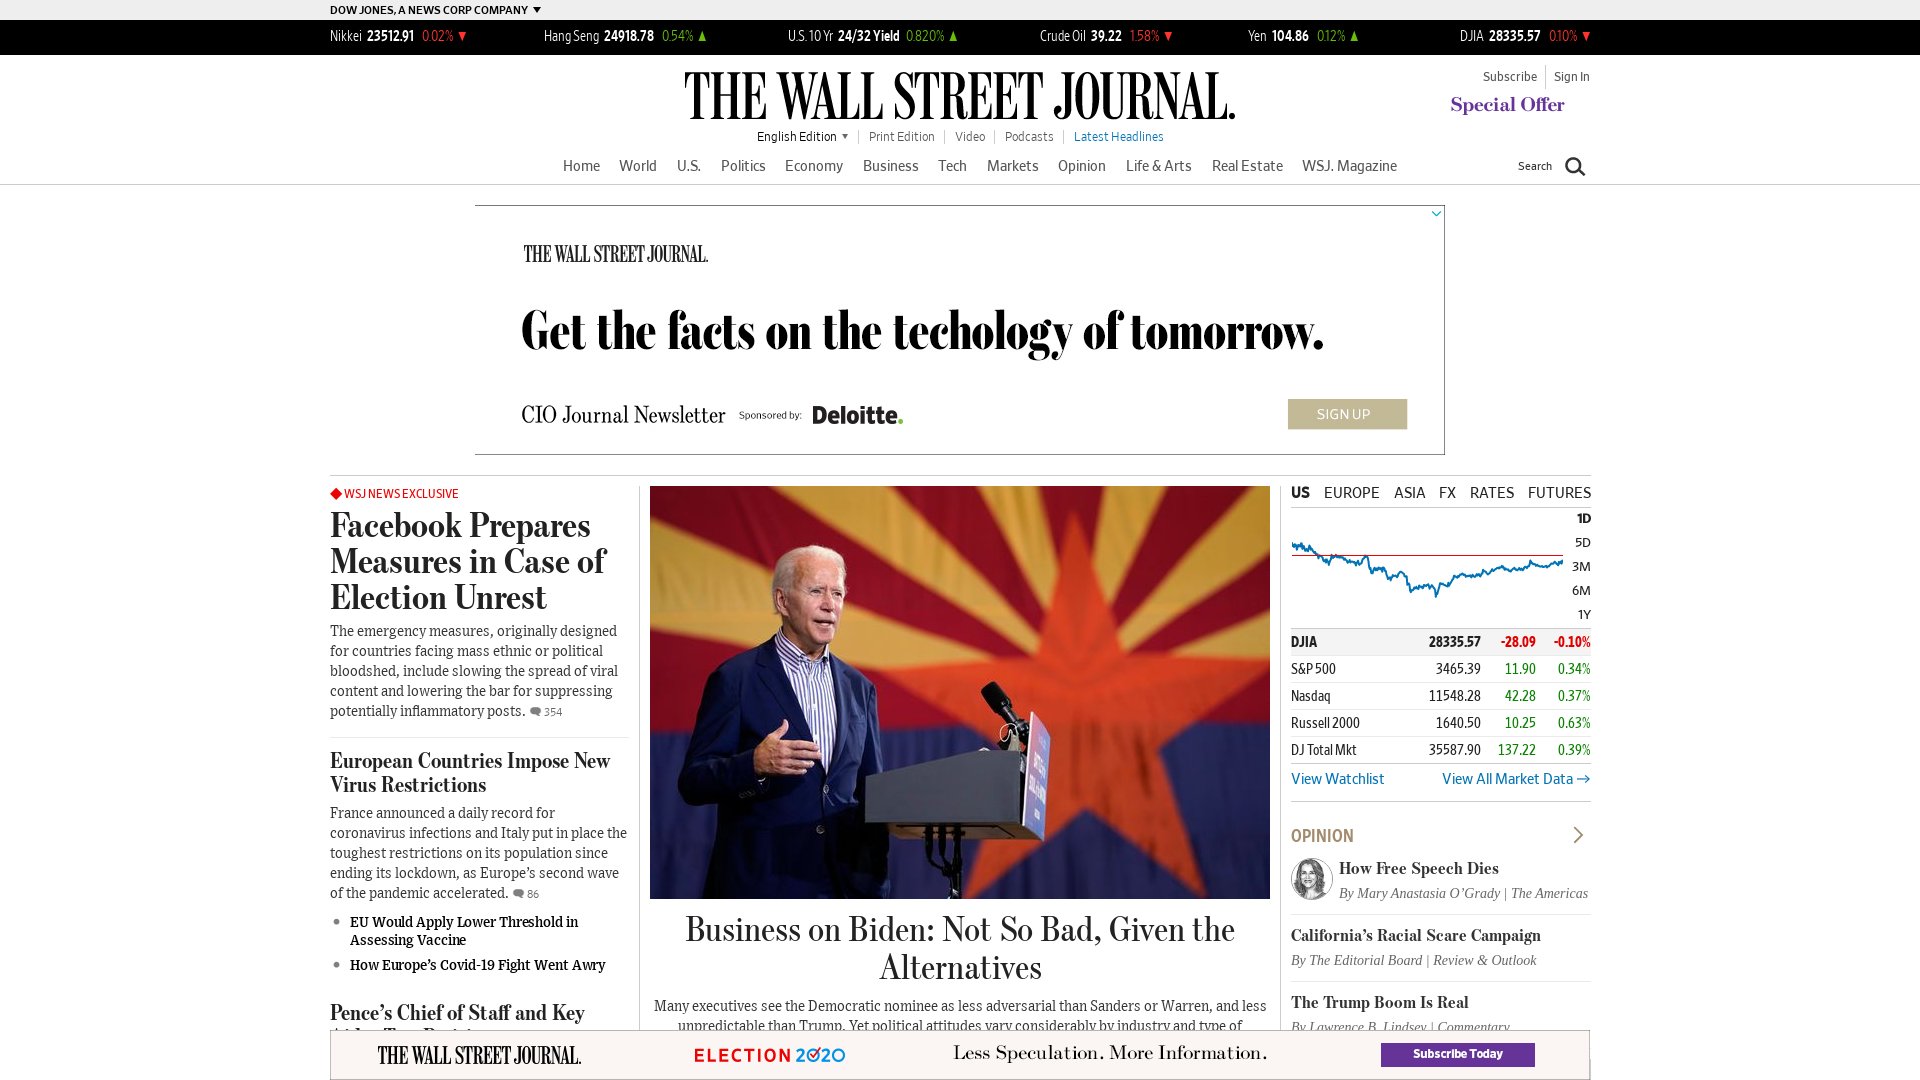 DOW JONES, A NEWS CORP COMPANY
Nikkei 23512.91 0.02% Hang Seng 24918.78 0.54% U.S. 10 Yr 24/32 Yield 0.820% Crude Oil 39.22 1.58% Yen 104.86 0.12% DJIA 28335.57 0.10%
Subscribe Sign In
THE WALL STREET JOURNAL.
Special Offer
English Edition Print Edition Video Podcasts Latest Headlines
Home World U.S. Politics Economy Business Tech Markets Opinion Life & Arts Real Estate WSJ. Magazine Search
THE WALL STREET JOURNAL.
Get the facts on the techology of tomorrow.
CIO Journal Newsletter Sponsored by: Deloitte. SIGN UP
WSJ NEWS EXCLUSIVE
Facebook Prepares
Measures in Case of
Election Unrest
The emergency measures, originally designed
for countries facing mass ethnic or political
bloodshed, include slowing the spread of viral
content and lowering the bar for suppressing
potentially inflammatory posts. 354
European Countries Impose New
Virus Restrictions
France announced a daily record for
coronavirus infections and Italy put in place the
toughest restrictions on its population since
ending its lockdown, as Europe’s second wave
of the pandemic accelerated. 86
EU Would Apply Lower Threshold in
Assessing Vaccine
How Europe’s Covid-19 Fight Went Awry
Pence’s Chief of Staff and Key
Business on Biden: Not So Bad, Given the
Alternatives
Many executives see the Democratic nominee as less adversarial than Sanders or Warren, and less
unpredictable than Trump. Yet political attitudes vary considerably by industry and type of
US EUROPE ASIA FX RATES FUTURES
1D
5D
3M
6M
1Y
DJIA 28335.57 -28.09 -0.10%
S&P 500 3465.39 11.90 0.34%
Nasdaq 11548.28 42.28 0.37%
Russell 2000 1640.50 10.25 0.63%
DJ Total Mkt 35587.90 137.22 0.39%
View Watchlist View All Market Data
OPINION
How Free Speech Dies
By Mary Anastasia O’Grady | The Americas
California’s Racial Scare Campaign
By The Editorial Board | Review & Outlook
The Trump Boom Is Real
By Lawrence B. Lindsey | Commentary
THE WALL STREET JOURNAL. ELECTION 2020 Less Speculation. More Information. Subscribe Today